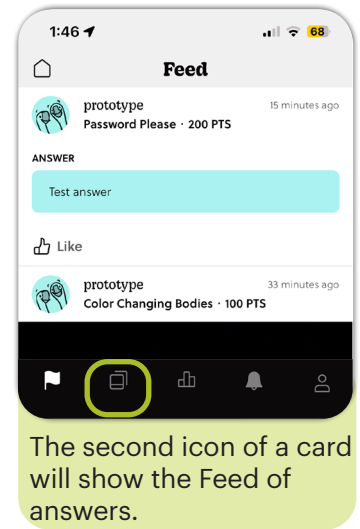 1:46
68
Feed
prototype
15 minutes ago
Password Please · 200 PTS
ANSWER
Test answer
Like
prototype
33 minutes ago
Color Changing Bodies · 100 PTS
The second icon of a card
will show the Feed of
answers.